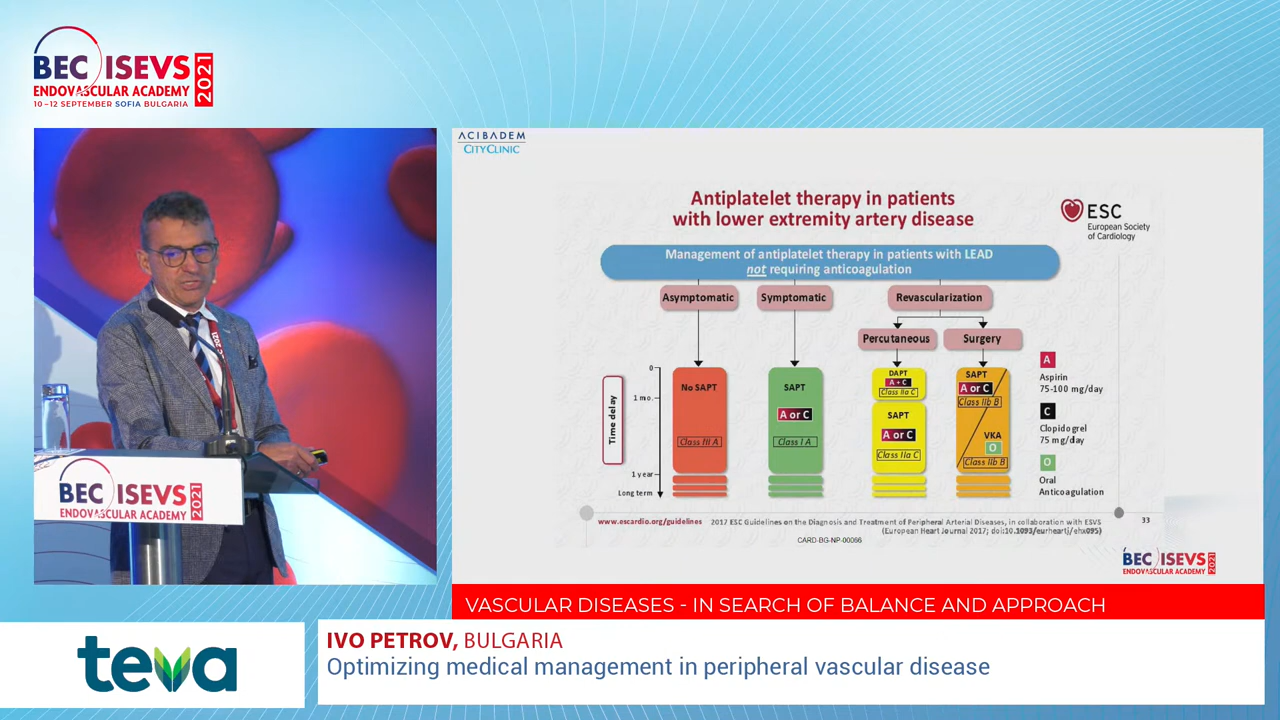 BEC ISEVS 2021
ENDOVASCULAR ACADEMY
10 – 12 SEPTEMBER SOFIA BULGARIA
BEC ISEVS 2021
ENDOVASCULAR ACADEMY
ACIBADEM
CITYCLINIC
Antiplatelet therapy in patients
with lower extremity artery disease
ESC
European Society
of Cardiology
Management of antiplatelet therapy in patients with LEAD
not requiring anticoagulation
Asymptomatic
Symptomatic
Revascularization
Percutaneous
Surgery
Time delay
0
1 mo.
1 year
Long term
No SAPT
Class III A
SAPT
A or C
Class I A
DAPT
A + C
Class IIa C
SAPT
A or C
Class IIa C
SAPT
A or C
Class IIb B
VKA
O
Class IIb B
A
Aspirin
75-100 mg/day
C
Clopidogrel
75 mg/day
O
Oral
Anticoagulation
www.escardio.org/guidelines 2017 ESC Guidelines on the Diagnosis and Treatment of Peripheral Arterial Diseases, in collaboration with ESVS
(European Heart Journal 2017; doi:10.1093/eurheartj/ehx095)
33
CARD-BG-NP-00066
BEC ISEVS 2021
ENDOVASCULAR ACADEMY
VASCULAR DISEASES - IN SEARCH OF BALANCE AND APPROACH
teva
IVO PETROV, BULGARIA
Optimizing medical management in peripheral vascular disease